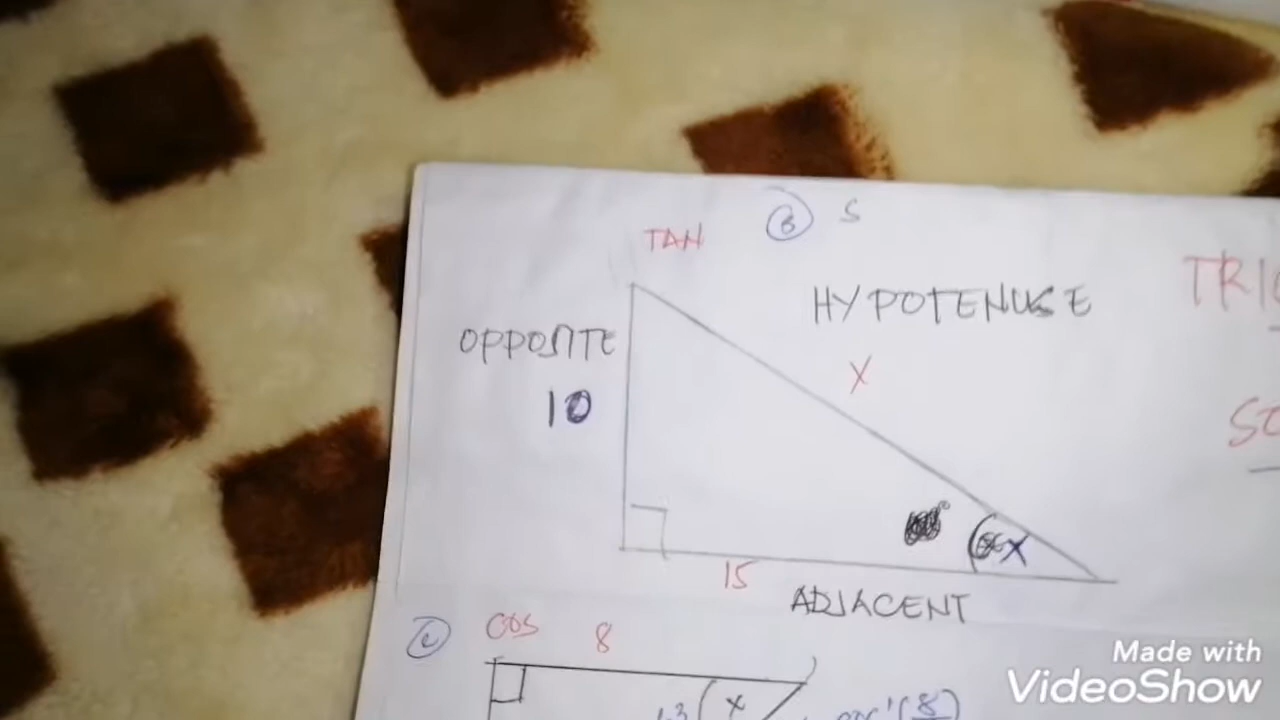 TAN B S
HYPOTENUSE
TRI
OPPOSITE
X
10
SO
x
15
ADJACENT
c COS 8
x
Made with
VideoShow